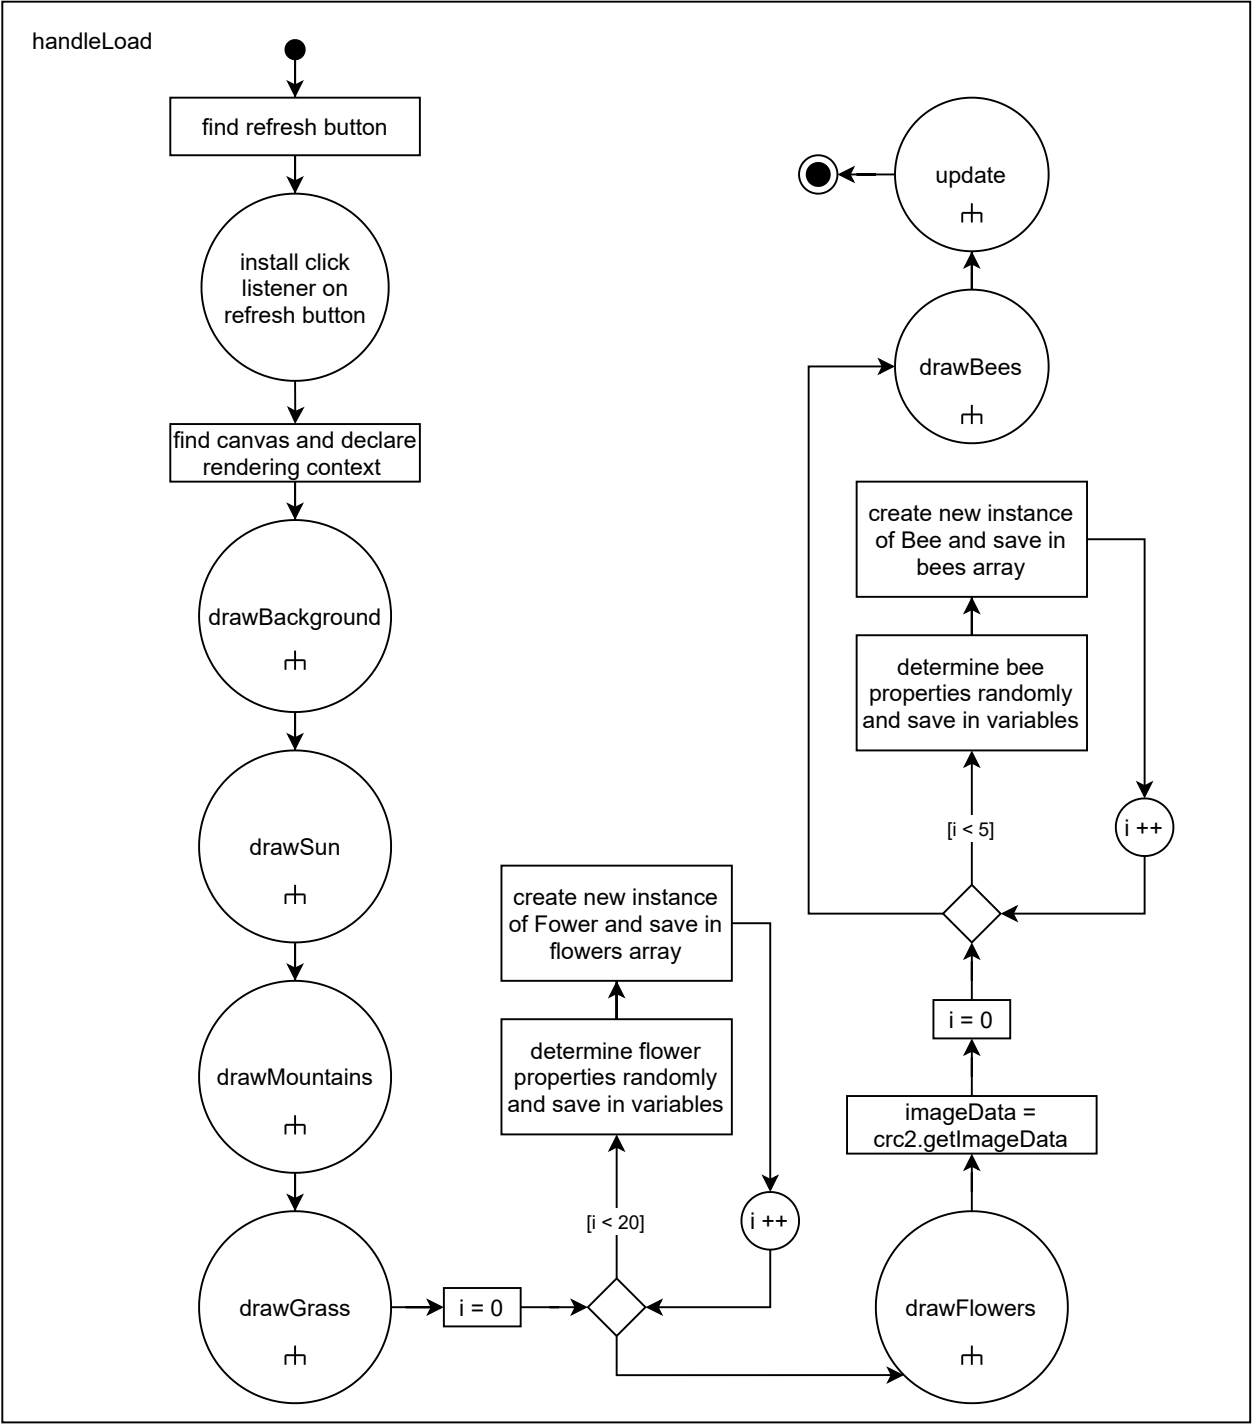 handleLoad
find refresh button
install click
listener on
refresh button
find canvas and declare
rendering context
drawBackground
drawSun
drawMountains
drawGrass
i = 0
[i < 20]
determine flower
properties randomly
and save in variables
create new instance
of Fower and save in
flowers array
i ++
drawFlowers
imageData =
crc2.getImageData
i = 0
[i < 5]
determine bee
properties randomly
and save in variables
create new instance
of Bee and save in
bees array
i ++
drawBees
update